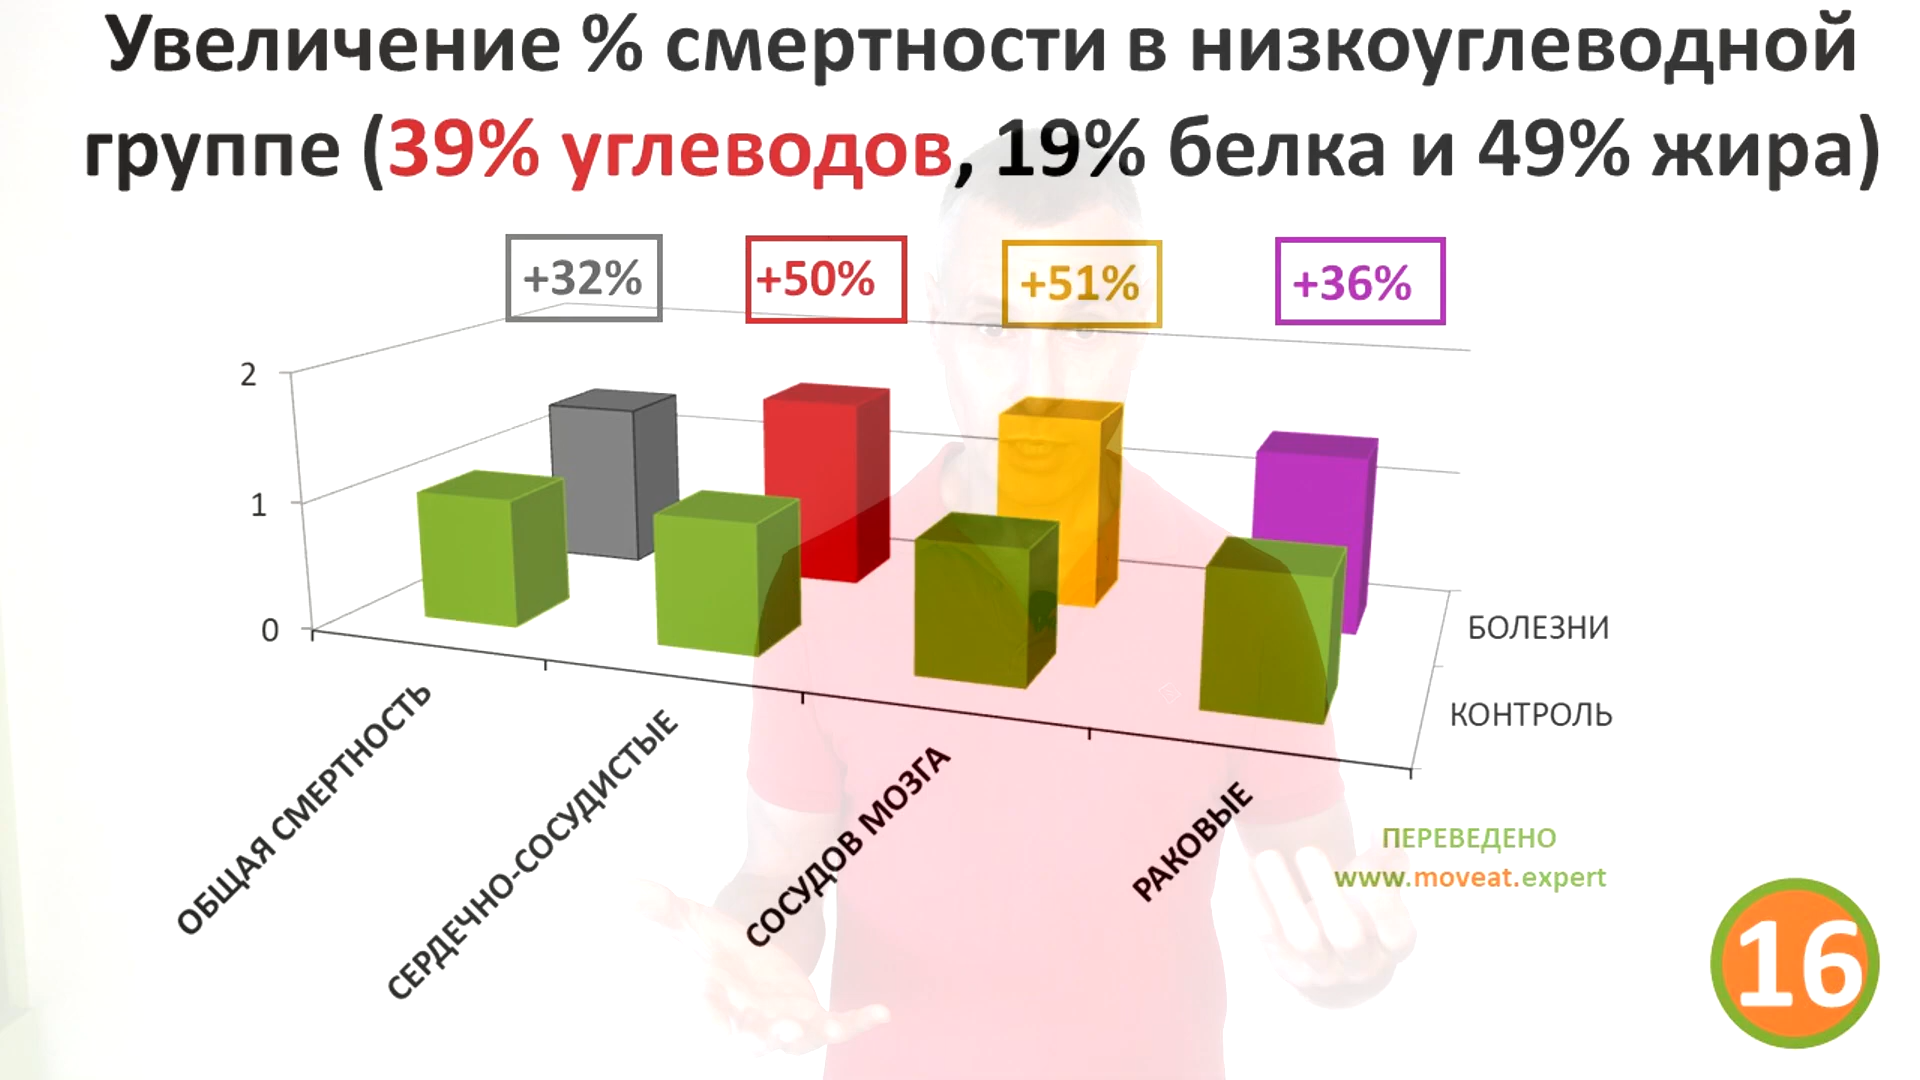 Увеличение % смертности в низкоуглеводной
группе (39% углеводов, 19% белка и 49% жира)
+32%
+50%
+51%
+36%
2
1
0
БОЛЕЗНИ
КОНТРОЛЬ
ОБЩАЯ СМЕРТНОСТЬ
СЕРДЕЧНО-СОСУДИСТЫЕ
СОСУДОВ МОЗГА
РАКОВЫЕ
ПЕРЕВЕДЕНО
www.moveat.expert
16